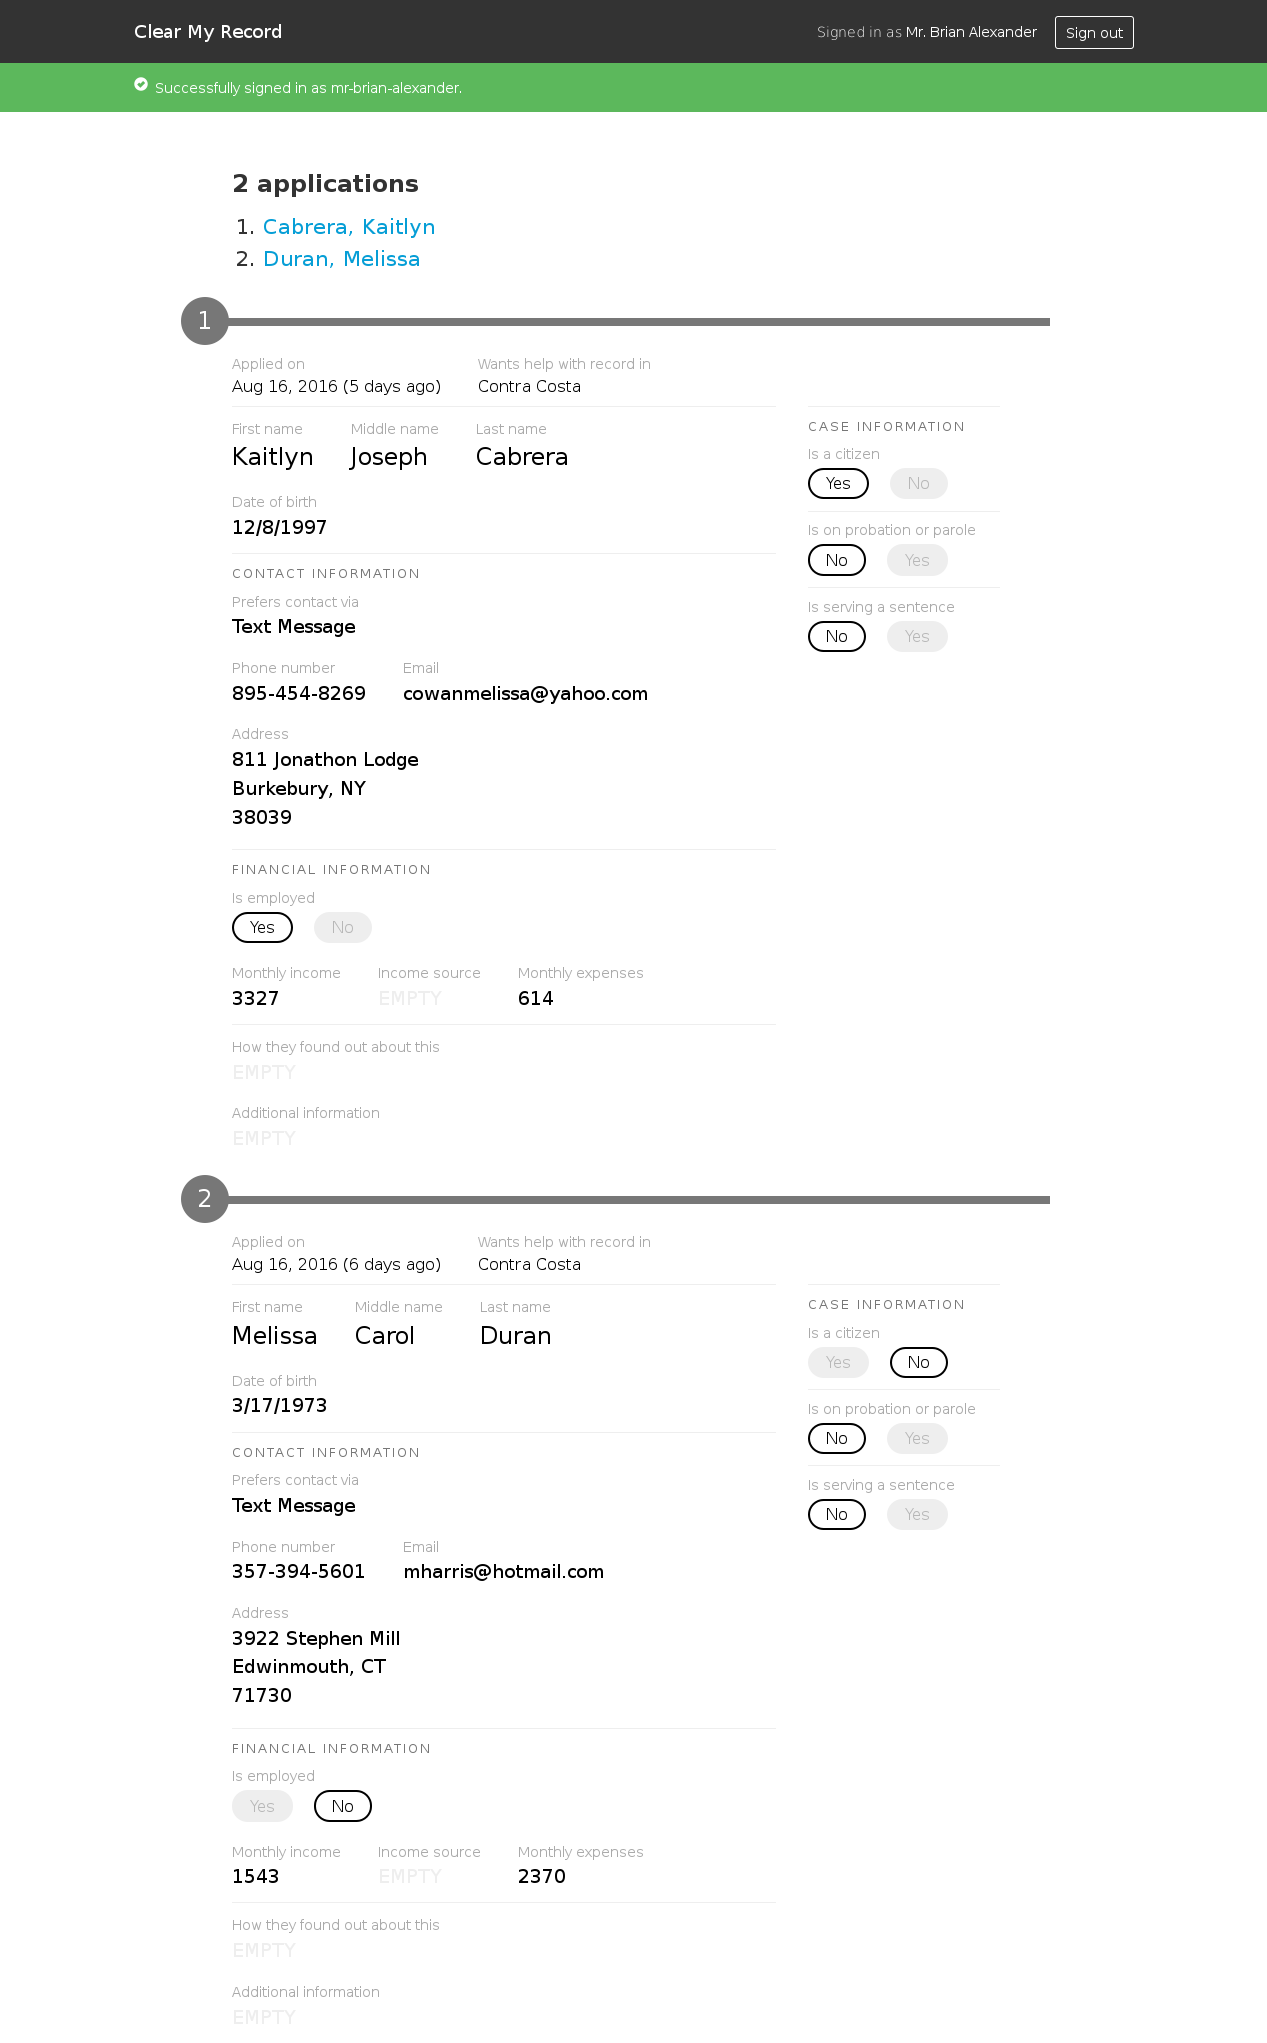 Clear My Record
Signed in as Mr. Brian Alexander
Sign out
Successfully signed in as mr-brian-alexander.
2 applications
1. Cabrera, Kaitlyn
2. Duran, Melissa
1
Applied on Wants help with record in
Aug 16, 2016 (5 days ago) Contra Costa
First name Middle name Last name
Kaitlyn Joseph Cabrera
Date of birth
12/8/1997
CONTACT INFORMATION
Prefers contact via
Text Message
Phone number Email
895-454-8269 cowanmelissa@yahoo.com
Address
811 Jonathon Lodge
Burkebury, NY
38039
FINANCIAL INFORMATION
Is employed
Yes No
Monthly income Income source Monthly expenses
3327 EMPTY 614
How they found out about this
EMPTY
Additional information
EMPTY
CASE INFORMATION
Is a citizen
Yes No
Is on probation or parole
No Yes
Is serving a sentence
No Yes
2
Applied on Wants help with record in
Aug 16, 2016 (6 days ago) Contra Costa
First name Middle name Last name
Melissa Carol Duran
Date of birth
3/17/1973
CONTACT INFORMATION
Prefers contact via
Text Message
Phone number Email
357-394-5601 mharris@hotmail.com
Address
3922 Stephen Mill
Edwinmouth, CT
71730
FINANCIAL INFORMATION
Is employed
Yes No
Monthly income Income source Monthly expenses
1543 EMPTY 2370
How they found out about this
EMPTY
Additional information
EMPTY
CASE INFORMATION
Is a citizen
Yes No
Is on probation or parole
No Yes
Is serving a sentence
No Yes